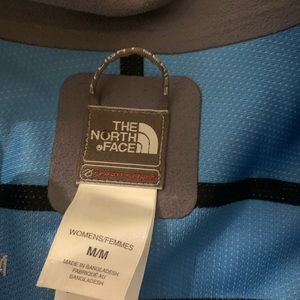 THE
NORTH
FACE
WOMENS/FEMMES
M/M
MADE IN BANGLADESH
FABRIQUÉ AU
BANGLADESH